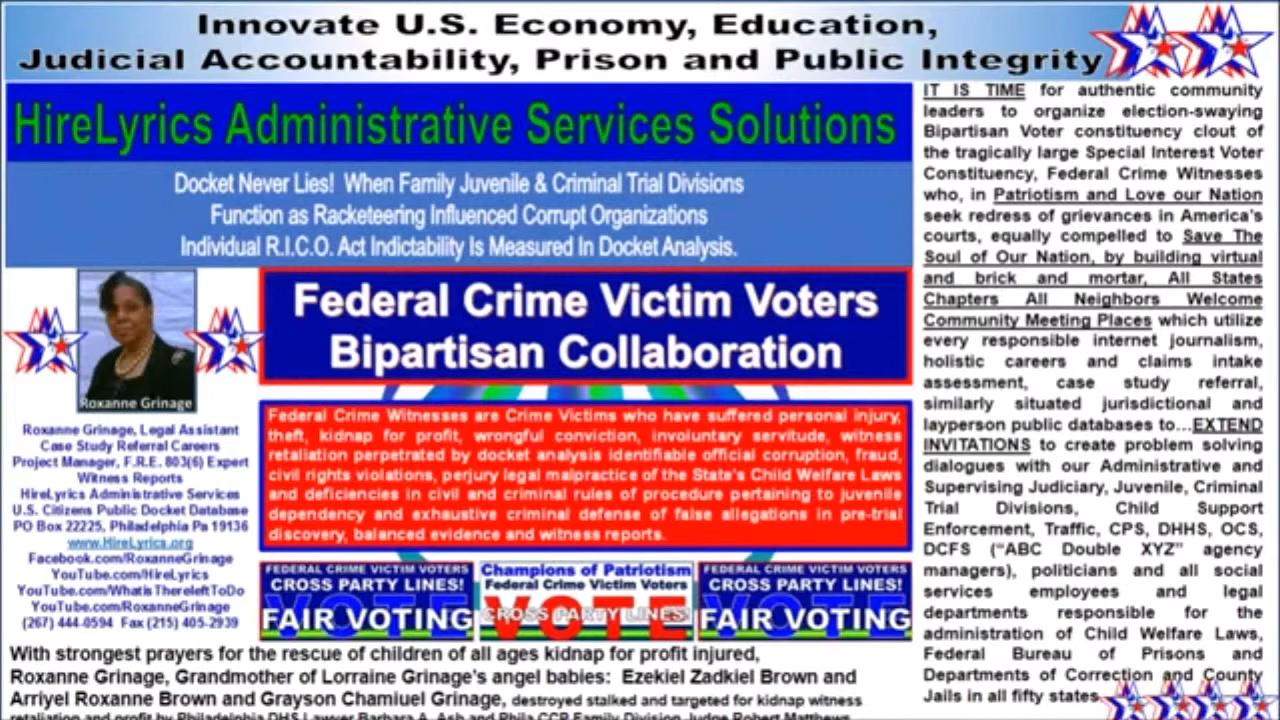 Innovate U.S. Economy, Education,
Judicial Accountability, Prison and Public Integrity
HireLyrics Administrative Services Solutions
Docket Never Lies! When Family Juvenile & Criminal Trial Divisions
Function as Racketeering Influenced Corrupt Organizations
Individual R.I.C.O. Act Indictability Is Measured In Docket Analysis.
Roxanne Grinage
Roxanne Grinage, Legal Assistant
Case Study Referral Careers
Project Manager, F.R.E. 803(6) Expert
Witness Reports
HireLyrics Administrative Services
U.S. Citizens Public Docket Database
PO Box 22225, Philadelphia Pa 19136
www.HireLyrics.org
Facebook.com/RoxanneGrinage
YouTube.com/HireLyrics
YouTube.com/WhatisThereleftToDo
YouTube.com/RoxanneGrinage
(267) 444-0594 Fax (215) 405-2939
Federal Crime Victim Voters
Bipartisan Collaboration
Federal Crime Witnesses are Crime Victims who have suffered personal injury,
theft, kidnap for profit, wrongful conviction, involuntary servitude, witness
retaliation perpetrated by docket analysis identifiable official corruption, fraud,
civil rights violations, perjury legal malpractice of the State's Child Welfare Laws
and deficiencies in civil and criminal rules of procedure pertaining to juvenile
dependency and exhaustive criminal defense of false allegations in pre-trial
discovery, balanced evidence and witness reports.
FEDERAL CRIME VICTIM VOTERS
CROSS PARTY LINES!
VOTE
FAIR VOTING
Champions of Patriotism
Federal Crime Victim Voters
CROSS PARTY LINES!
VOTE
FEDERAL CRIME VICTIM VOTERS
CROSS PARTY LINES!
VOTE
FAIR VOTING
With strongest prayers for the rescue of children of all ages kidnap for profit injured,
Roxanne Grinage, Grandmother of Lorraine Grinage's angel babies: Ezekiel Zadkiel Brown and
Arriyel Roxanne Brown and Grayson Chamiuel Grinage, destroyed stalked and targeted for kidnap witness
retaliation and profit by Philadelphia DHS Lawyer Barbara A. Ash and Phila CCP Family Division Judge Robert Matthews
IT IS TIME for authentic community
leaders to organize election-swaying
Bipartisan Voter constituency clout of
the tragically large Special Interest Voter
Constituency, Federal Crime Witnesses
who, in Patriotism and Love our Nation
seek redress of grievances in America's
courts, equally compelled to Save The
Soul of Our Nation, by building virtual
and brick and mortar, All States
Chapters All Neighbors Welcome
Community Meeting Places which utilize
every responsible internet journalism,
holistic careers and claims intake
assessment, case study referral,
similarly situated jurisdictional and
layperson public databases to...EXTEND
INVITATIONS to create problem solving
dialogues with our Administrative and
Supervising Judiciary, Juvenile, Criminal
Trial Divisions, Child Support
Enforcement, Traffic, CPS, DHHS, OCS,
DCFS ("ABC Double XYZ" agency
managers), politicians and all social
services employees and legal
departments responsible for the
administration of Child Welfare Laws,
Federal Bureau of Prisons and
Departments of Correction and County
Jails in all fifty states.